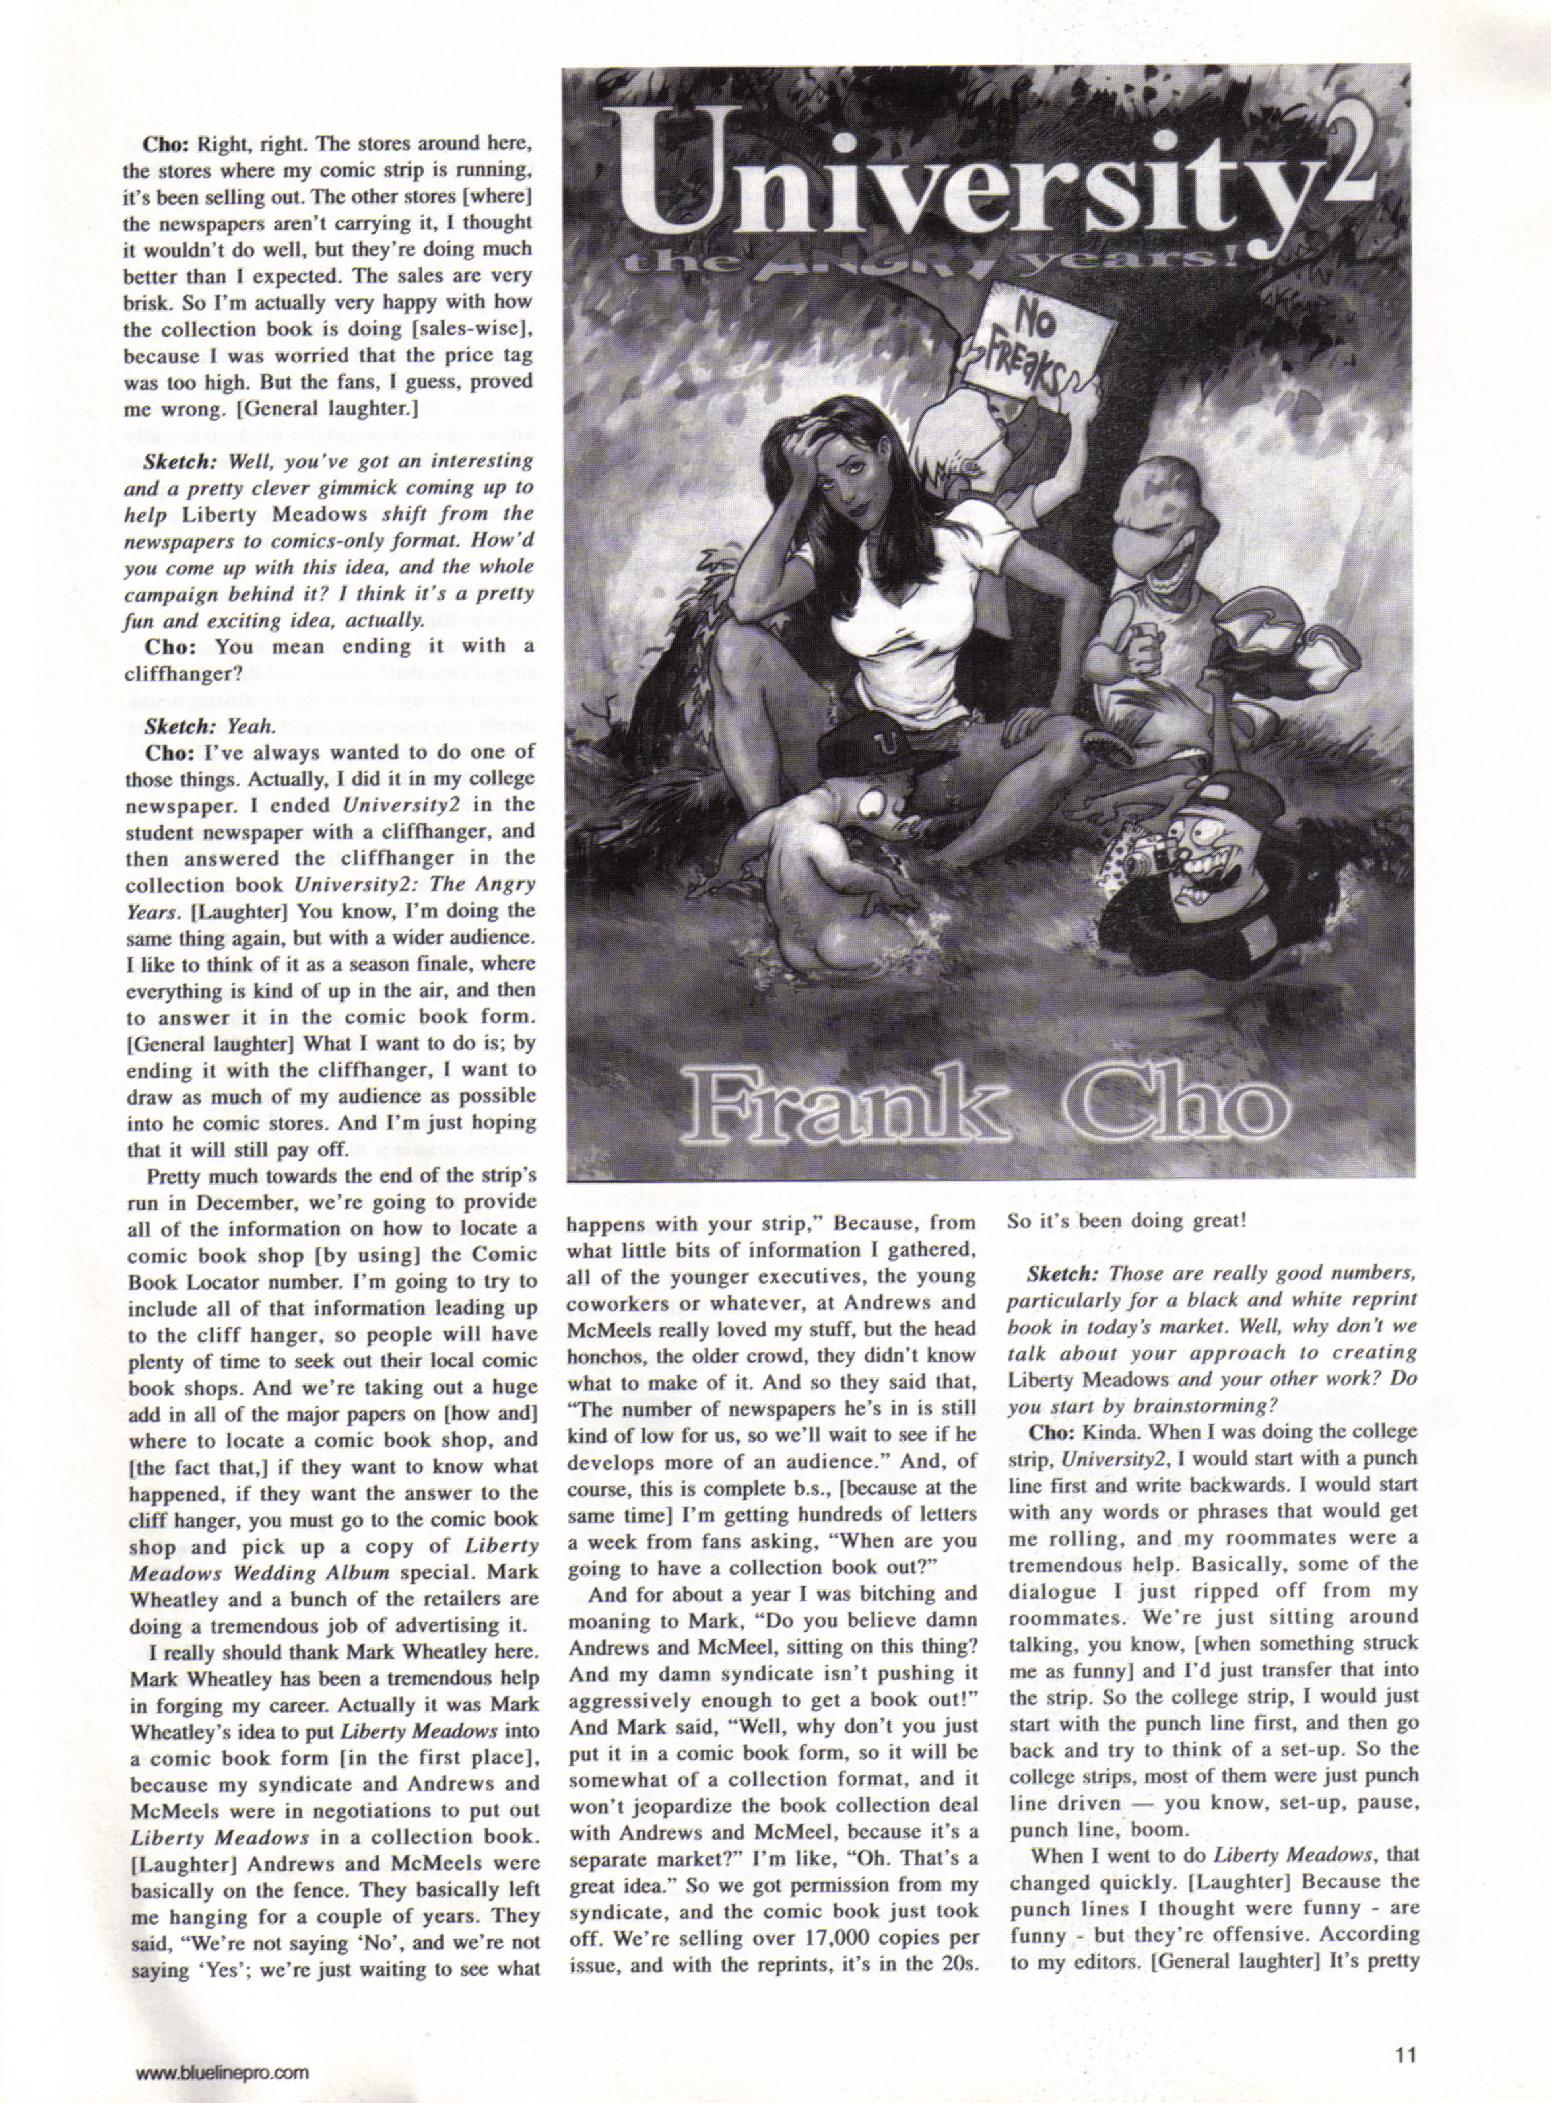 Cho: Right, right. The stores around here,
the stores where my comic strip is running,
it's been selling out. The other stores [where]
the newspapers aren't carrying it, I thought
it wouldn't do well, but they're doing much
better than I expected. The sales are very
brisk. So I'm actually very happy with how
the collection book is doing [sales-wise],
because I was worried that the price tag
was too high. But the fans, I guess, proved
me wrong. [General laughter.]
Sketch: Well, you've got an interesting
and a pretty clever gimmick coming up to
help Liberty Meadows shift from the
newspapers to comics-only format. How'd
you come up with this idea, and the whole
campaign behind it? I think it's a pretty
fun and exciting idea, actually.
Cho: You mean ending it with a
cliffhanger?
Sketch: Yeah.
Cho: I've always wanted to do one of
those things. Actually, I did it in my college
newspaper. I ended University2 in the
student newspaper with a cliffhanger, and
then answered the cliffhanger in the
collection book University2: The Angry
Years. [Laughter] You know, I'm doing the
same thing again, but with a wider audience.
I like to think of it as a season finale, where
everything is kind of up in the air, and then
to answer it in the comic book form.
[General laughter] What I want to do is; by
ending it with the cliffhanger, I want to
draw as much of my audience as possible
into he comic stores. And I'm just hoping
that it will still pay off.
Pretty much towards the end of the strip's
run in December, we're going to provide
all of the information on how to locate a
comic book shop [by using] the Comic
Book Locator number. I'm going to try to
include all of that information leading up
to the cliff hanger, so people will have
plenty of time to seek out their local comic
book shops. And we're taking out a huge
add in all of the major papers on [how and]
where to locate a comic book shop, and
[the fact that,] if they want to know what
happened, if they want the answer to the
cliff hanger, you must go to the comic book
shop and pick up a copy of Liberty
Meadows Wedding Album special. Mark
Wheatley and a bunch of the retailers are
doing a tremendous job of advertising it.
I really should thank Mark Wheatley here.
Mark Wheatley has been a tremendous help
in forging my career. Actually it was Mark
Wheatley's idea to put Liberty Meadows into
a comic book form [in the first place],
because my syndicate and Andrews and
McMeels were in negotiations to put out
Liberty Meadows in a collection book.
[Laughter] Andrews and McMeels were
basically on the fence. They basically left
me hanging for a couple of years. They
said, "We're not saying 'No', and we're not
saying 'Yes'; we're just waiting to see what
University2
the ANGRY years!
No
FReaks
U
Frank Cho
happens with your strip," Because, from
what little bits of information I gathered,
all of the younger executives, the young
coworkers or whatever, at Andrews and
McMeels really loved my stuff, but the head
honchos, the older crowd, they didn't know
what to make of it. And so they said that,
"The number of newspapers he's in is still
kind of low for us, so we'll wait to see if he
develops more of an audience." And, of
course, this is complete b.s., [because at the
same time] I'm getting hundreds of letters
a week from fans asking, "When are you
going to have a collection book out?"
And for about a year I was bitching and
moaning to Mark, "Do you believe damn
Andrews and McMeel, sitting on this thing?
And my damn syndicate isn't pushing it
aggressively enough to get a book out!"
And Mark said, "Well, why don't you just
put it in a comic book form, so it will be
somewhat of a collection format, and it
won't jeopardize the book collection deal
with Andrews and McMeel, because it's a
separate market?" I'm like, "Oh. That's a
great idea." So we got permission from my
syndicate, and the comic book just took
off. We're selling over 17,000 copies per
issue, and with the reprints, it's in the 20s.
So it's been doing great!
Sketch: Those are really good numbers,
particularly for a black and white reprint
book in today's market. Well, why don't we
talk about your approach to creating
Liberty Meadows and your other work? Do
you start by brainstorming?
Cho: Kinda. When I was doing the college
strip, University2, I would start with a punch
line first and write backwards. I would start
with any words or phrases that would get
me rolling, and my roommates were a
tremendous help. Basically, some of the
dialogue I just ripped off from my
roommates. We're just sitting around
talking, you know, [when something struck
me as funny] and I'd just transfer that into
the strip. So the college strip, I would just
start with the punch line first, and then go
back and try to think of a set-up. So the
college strips, most of them were just punch
line driven — you know, set-up, pause,
punch line, boom.
When I went to do Liberty Meadows, that
changed quickly. [Laughter] Because the
punch lines I thought were funny - are
funny - but they're offensive. According
to my editors. [General laughter] It's pretty
www.bluelinepro.com
11